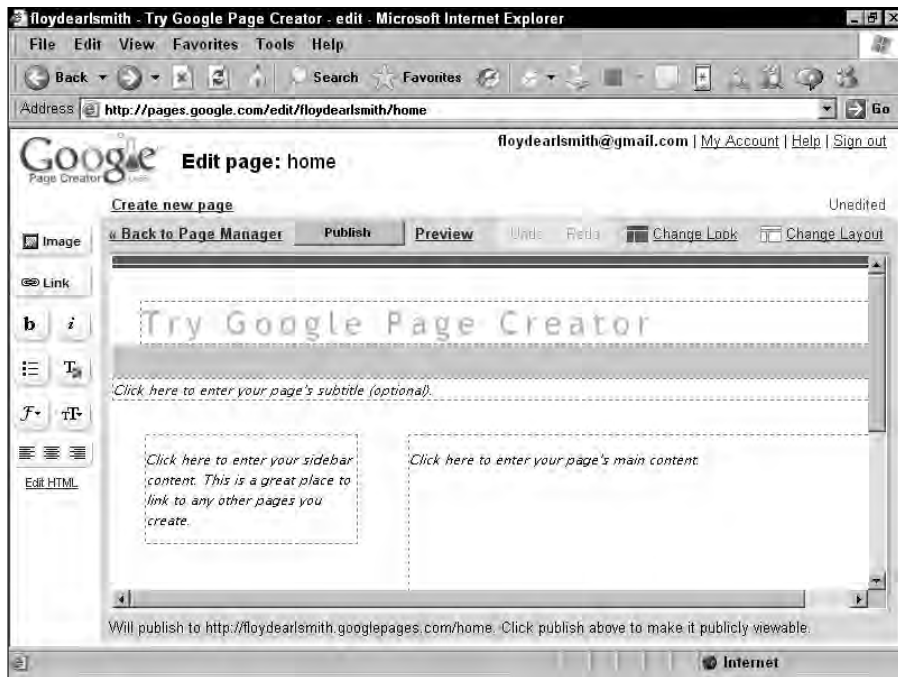 floydearlsmith - Try Google Page Creator - edit - Microsoft Internet Explorer
File Edit View Favorites Tools Help
Back Search Favorites
Address http://pages.google.com/edit/floydearlsmith/home Go
floydearlsmith@gmail.com | My Account | Help | Sign out
Google
Page Creator
Edit page: home
Create new page Unedited
« Back to Page Manager Publish Preview Undo Redo Change Look Change Layout
Image
Link
b i
Try Google Page Creator
Click here to enter your page's subtitle (optional).
Click here to enter your sidebar
content. This is a great place to
link to any other pages you
create.
Click here to enter your page's main content.
F T
Edit HTML
Will publish to http://floydearlsmith.googlepages.com/home. Click publish above to make it publicly viewable.
Internet